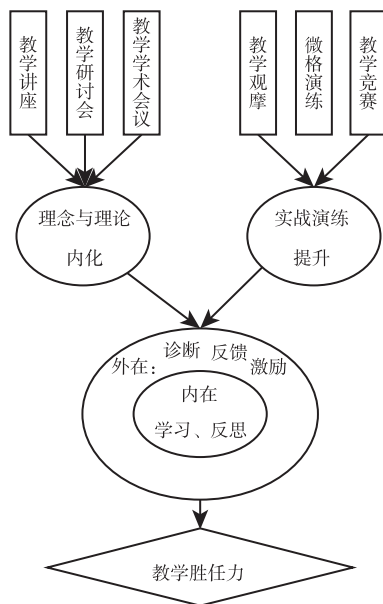 教学讲座
教学研讨会
教学学术会议
教学观摩
微格演练
教学竞赛
理念与理论
内化
实战演练
提升
外在：诊断 反馈 激励
内在
学习、反思
教学胜任力